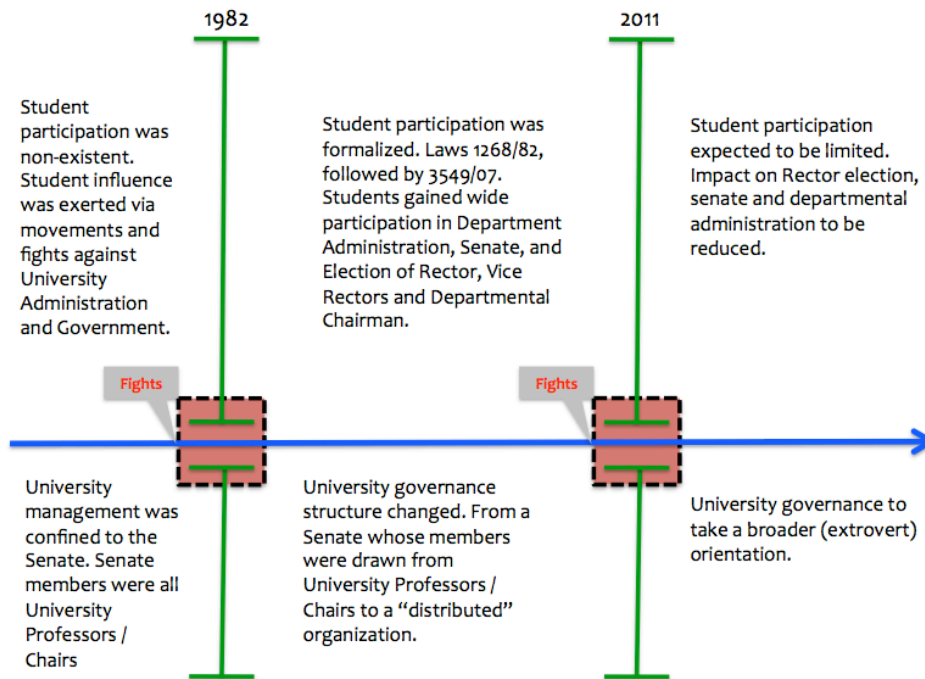 1982
2011
Student
participation was
non-existent.
Student influence
was exerted via
movements and
fights against
University
Administration
and Government.
Student participation was
formalized. Laws 1268/82,
followed by 3549/07.
Students gained wide
participation in Department
Administration, Senate, and
Election of Rector, Vice
Rectors and Departmental
Chairman.
Student participation
expected to be limited.
Impact on Rector election,
senate and departmental
administration to be
reduced.
Fights
Fights
University
management was
confined to the
Senate. Senate
members were all
University
Professors /
Chairs
University governance
structure changed. From a
Senate whose members
were drawn from
University Professors /
Chairs to a “distributed”
organization.
University governance to
take a broader (extrovert)
orientation.